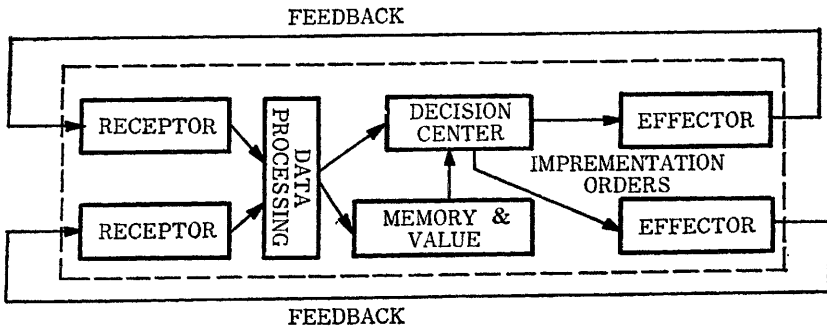 FEEDBACK
RECEPTOR
DATA
PROCESSING
DECISION
CENTER
EFFECTOR
IMPREMENTATION
ORDERS
RECEPTOR
MEMORY &
VALUE
EFFECTOR
FEEDBACK